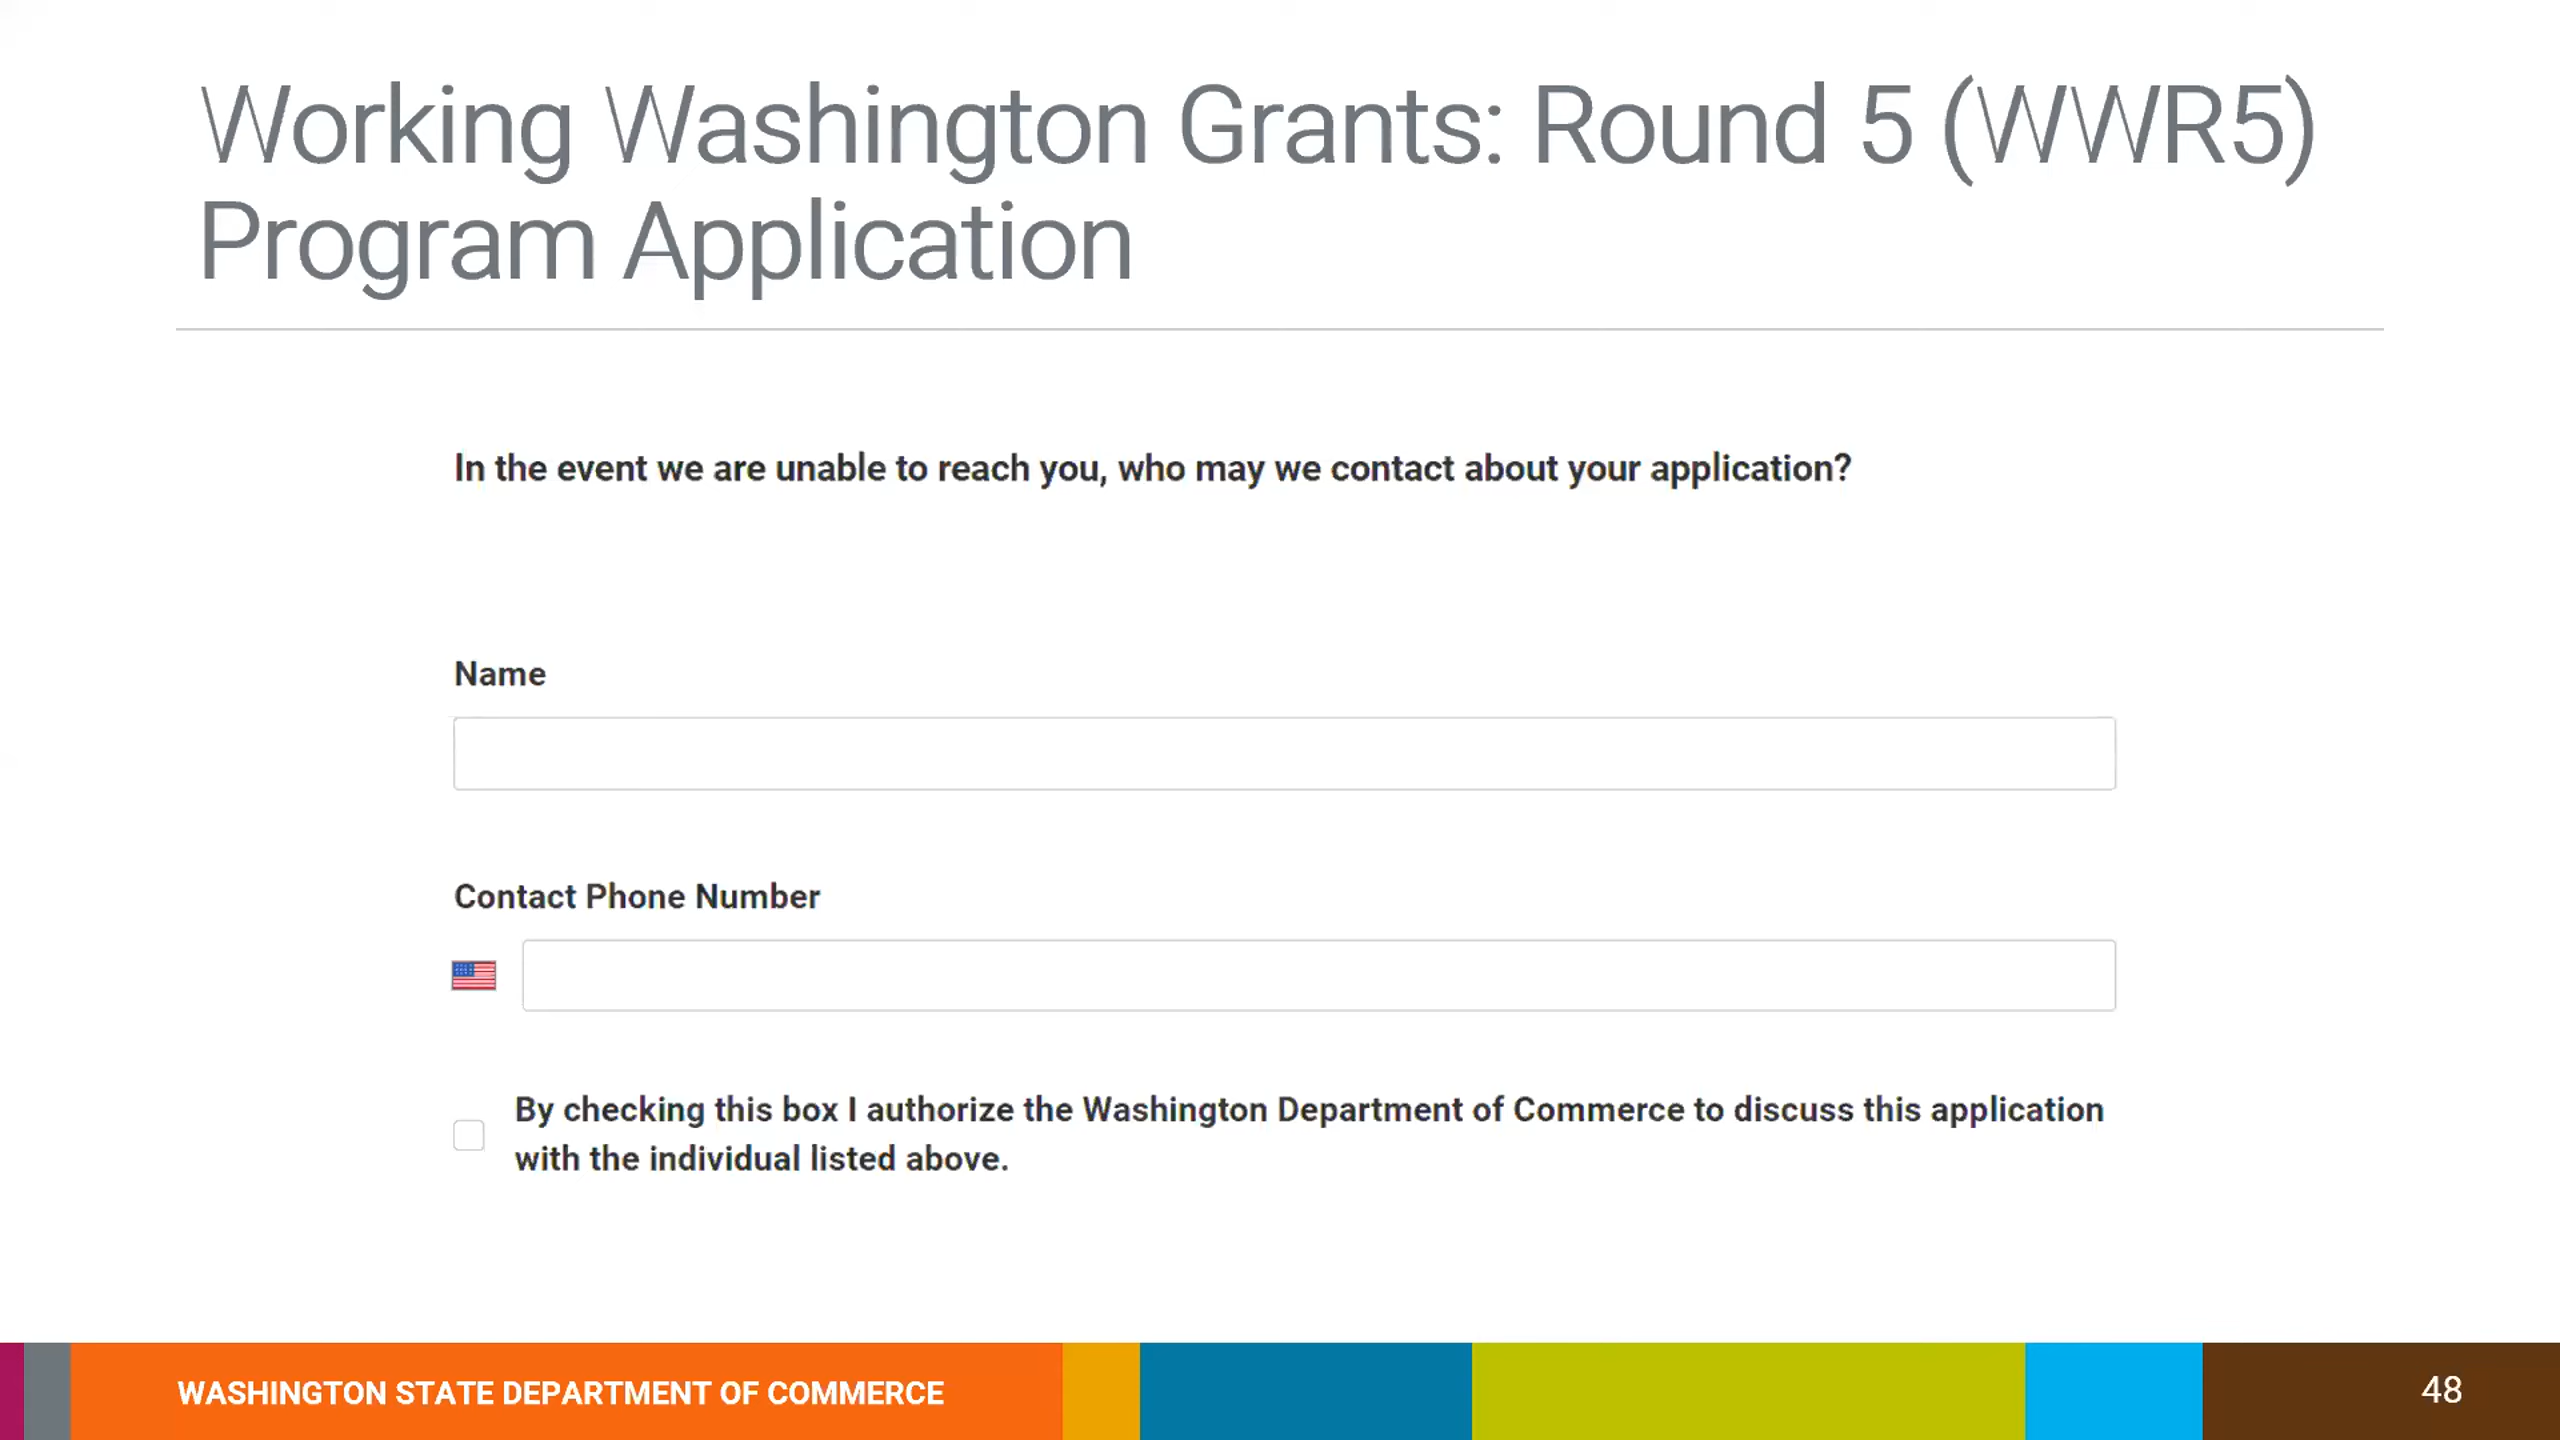 Working Washington Grants: Round 5 (WWR5)
Program Application
In the event we are unable to reach you, who may we contact about your application?
Name
Contact Phone Number
By checking this box I authorize the Washington Department of Commerce to discuss this application
with the individual listed above.
WASHINGTON STATE DEPARTMENT OF COMMERCE
48